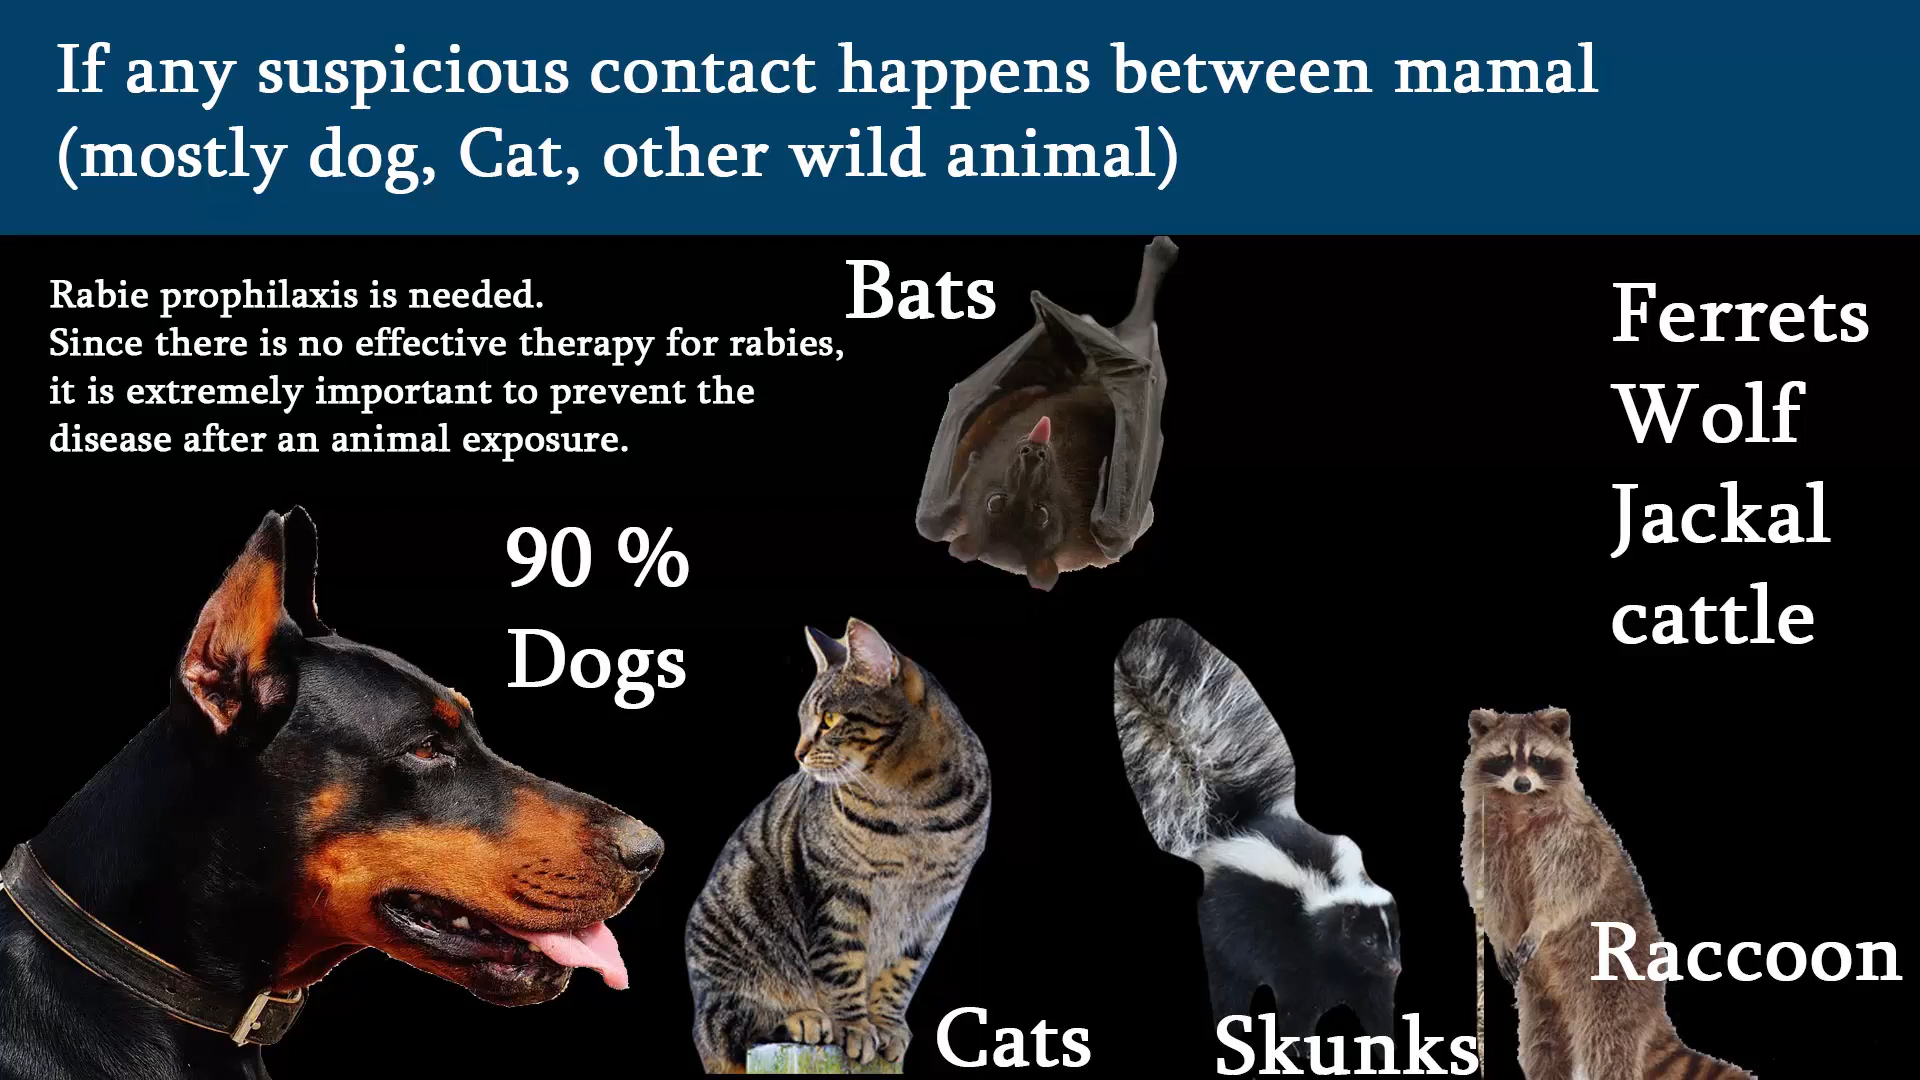 If any suspicious contact happens between mamal
(mostly dog, Cat, other wild animal)
Rabie prophilaxis is needed.
Since there is no effective therapy for rabies,
it is extremely important to prevent the
disease after an animal exposure.
Bats
Ferrets
Wolf
Jackal
cattle
90 %
Dogs
Cats
Skunks
Raccoon